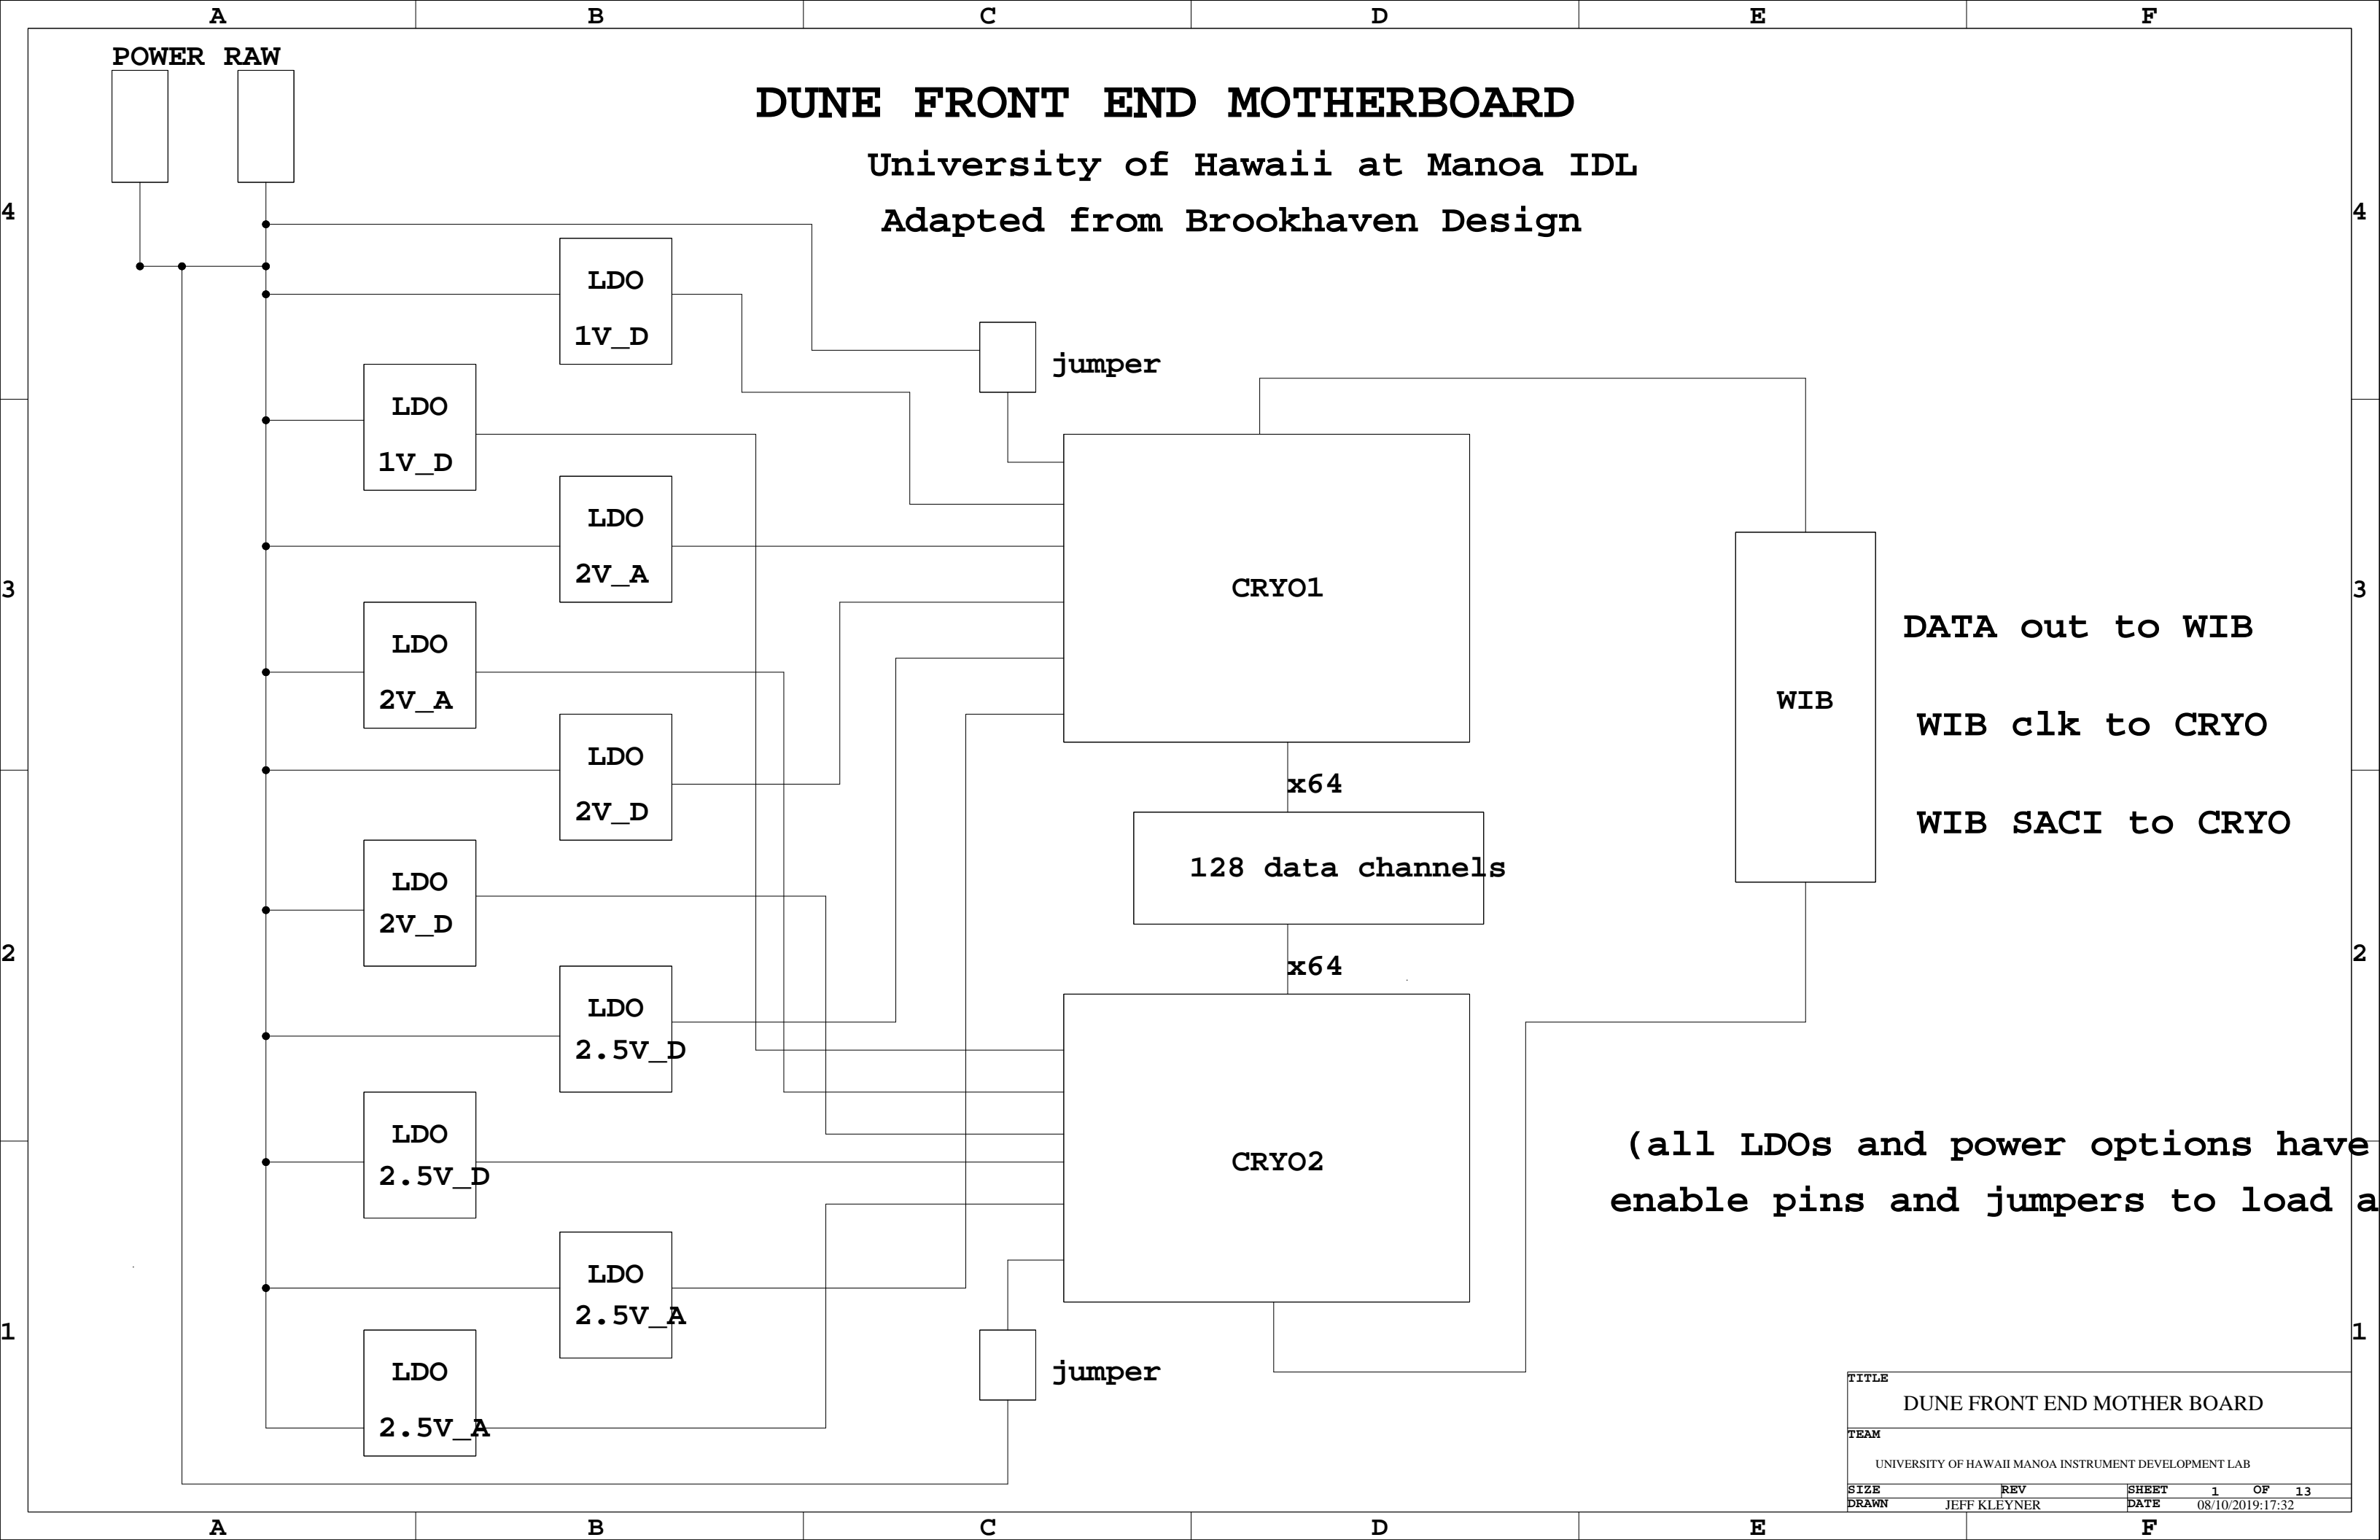 A B C D E F
POWER RAW
DUNE FRONT END MOTHERBOARD
University of Hawaii at Manoa IDL
Adapted from Brookhaven Design
4 4
LDO
1V_D
jumper
LDO
1V_D
LDO
2V_A
3 3
CRYO1
DATA out to WIB
LDO
2V_A
WIB
WIB clk to CRYO
LDO
2V_D
x64
WIB SACI to CRYO
128 data channels
LDO
2V_D
2 2
x64
LDO
2.5V_D
LDO
2.5V_D
CRYO2
(all LDOs and power options have
enable pins and jumpers to load a
LDO
2.5V_A
1 1
jumper
LDO
2.5V_A
TITLE
DUNE FRONT END MOTHER BOARD
TEAM
UNIVERSITY OF HAWAII MANOA INSTRUMENT DEVELOPMENT LAB
SIZE REV SHEET 1 OF 13
DRAWN JEFF KLEYNER DATE 08/10/2019:17:32
A B C D E F